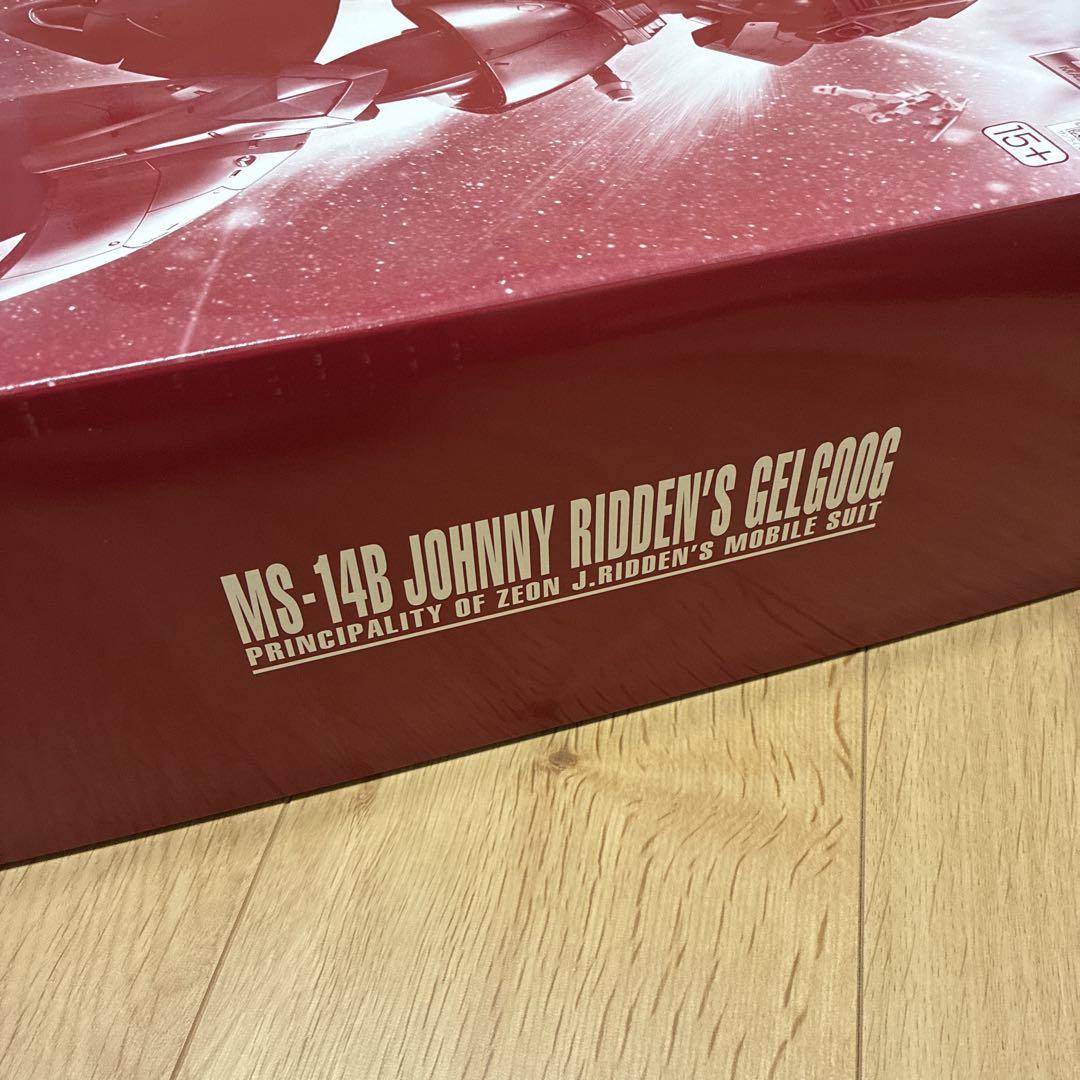 15+
MS-14B JOHNNY RIDDEN'S GELGOOG
PRINCIPALITY OF ZEON J.RIDDEN'S MOBILE SUIT